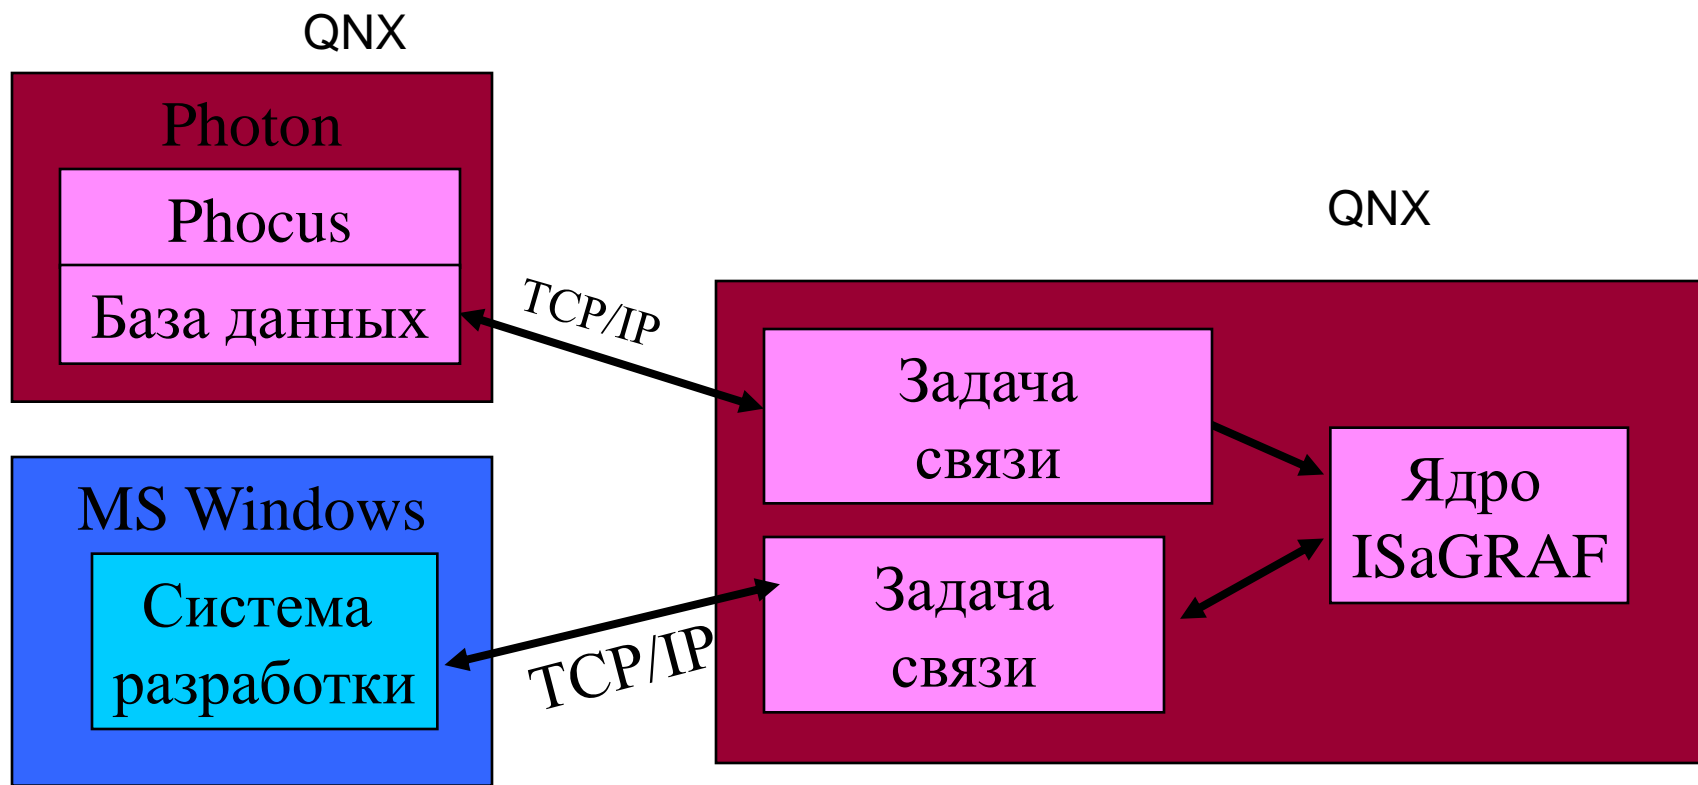 QNX
Photon
Phocus
База данных
TCP/IP
MS Windows
Система
разработки
TCP/IP
QNX
Задача
связи
Задача
связи
Ядро
ISaGRAF